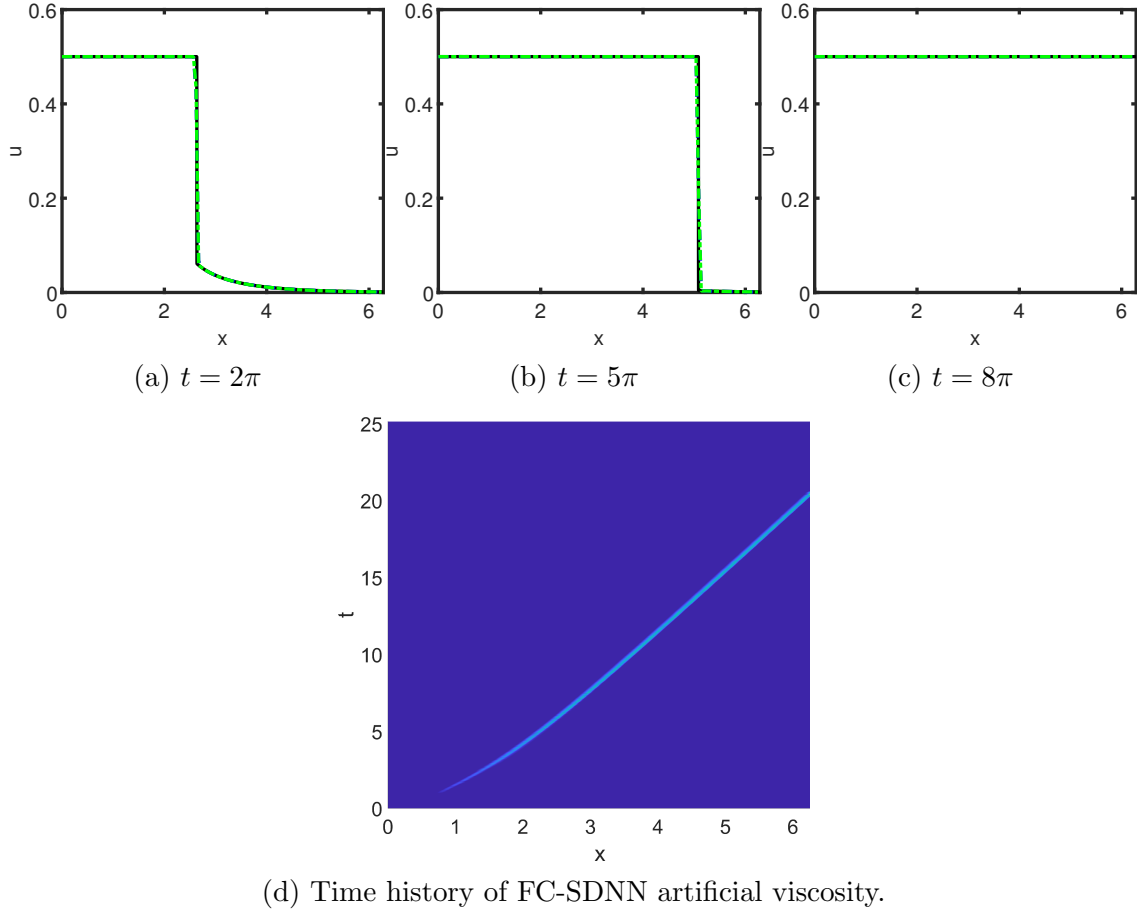 0.6
0.4
0.2
0
u
0 2 4 6
x
(a) t = 2π
0.6
0.4
0.2
0
u
0 2 4 6
x
(b) t = 5π
0.6
0.4
0.2
0
u
0 2 4 6
x
(c) t = 8π
25
20
15
10
5
0
t
0 1 2 3 4 5 6
x
(d) Time history of FC-SDNN artificial viscosity.